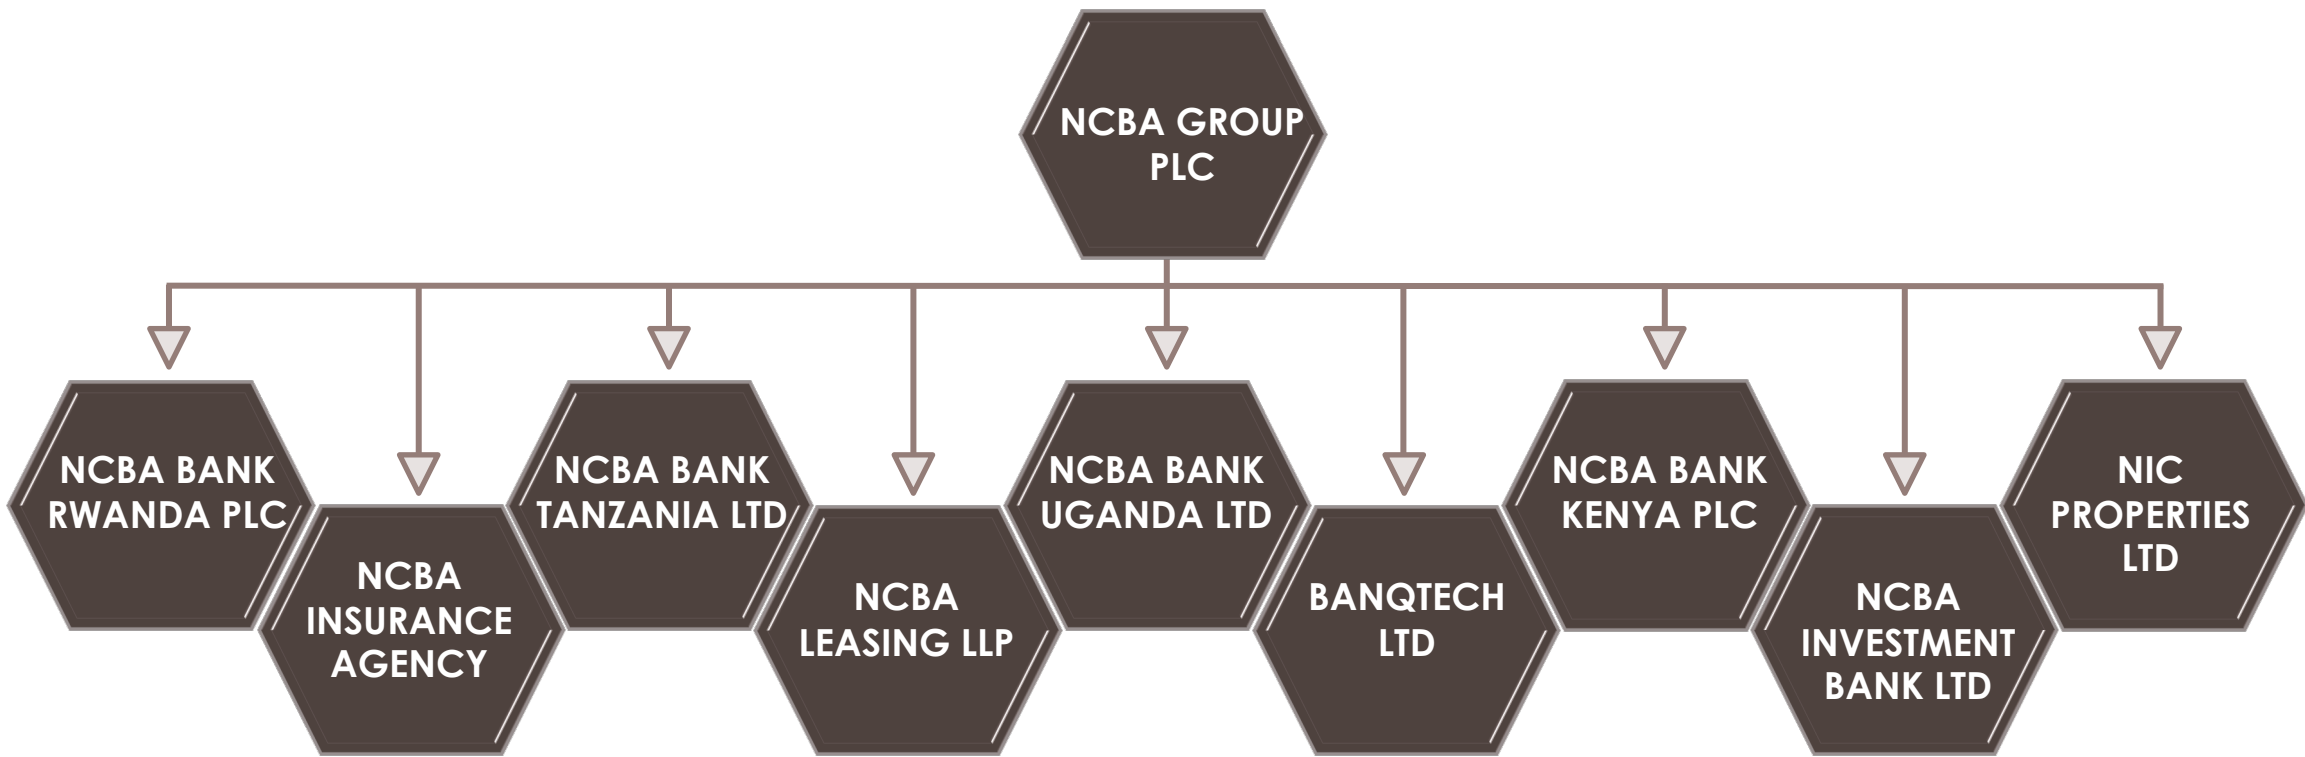 NCBA GROUP
PLC
NCBA BANK
RWANDA PLC
NCBA
INSURANCE
AGENCY
NCBA BANK
TANZANIA LTD
NCBA
LEASING LLP
NCBA BANK
UGANDA LTD
BANQTECH
LTD
NCBA BANK
KENYA PLC
NCBA
INVESTMENT
BANK LTD
NIC
PROPERTIES
LTD